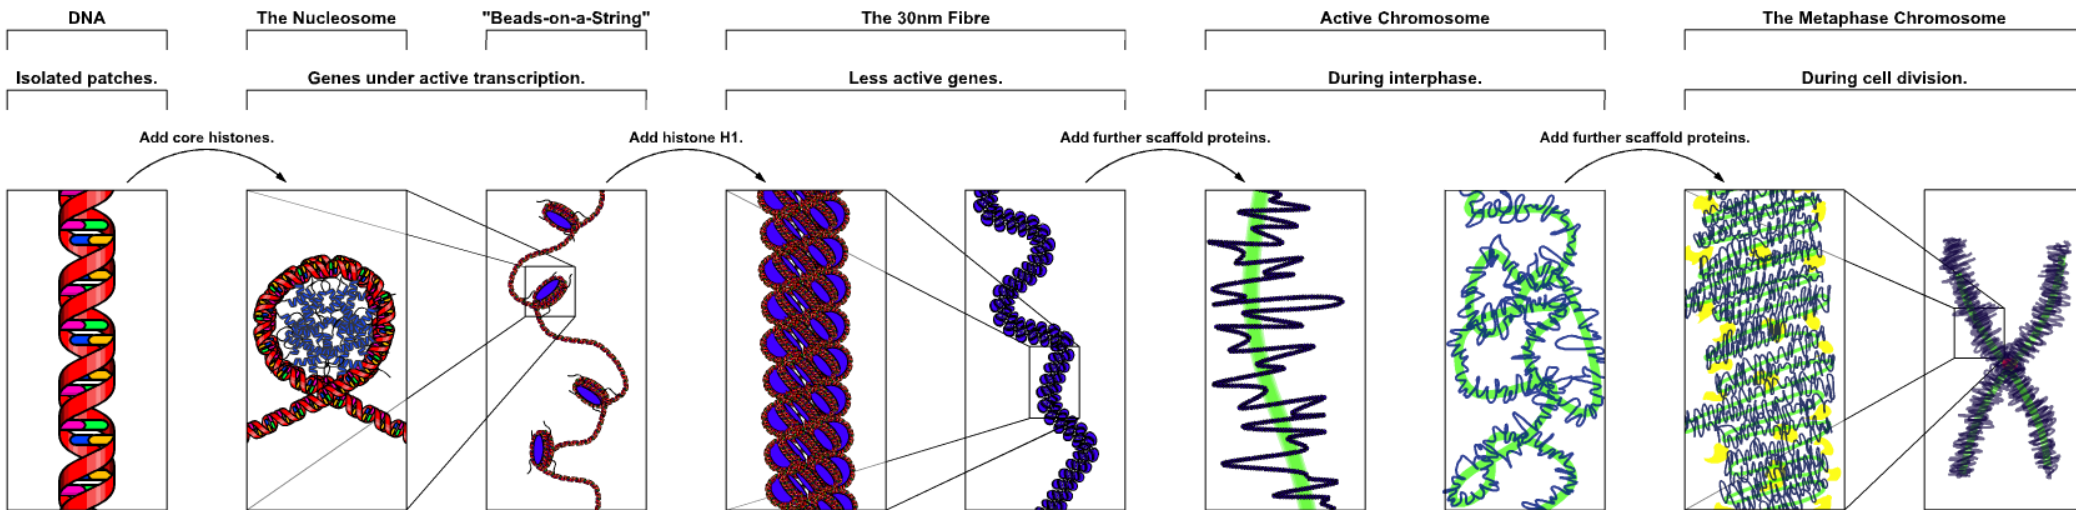 DNA
The Nucleosome
"Beads-on-a-String"
The 30nm Fibre
Active Chromosome
The Metaphase Chromosome
Isolated patches.
Genes under active transcription.
Less active genes.
During interphase.
During cell division.
Add core histones.
Add histone H1.
Add further scaffold proteins.
Add further scaffold proteins.